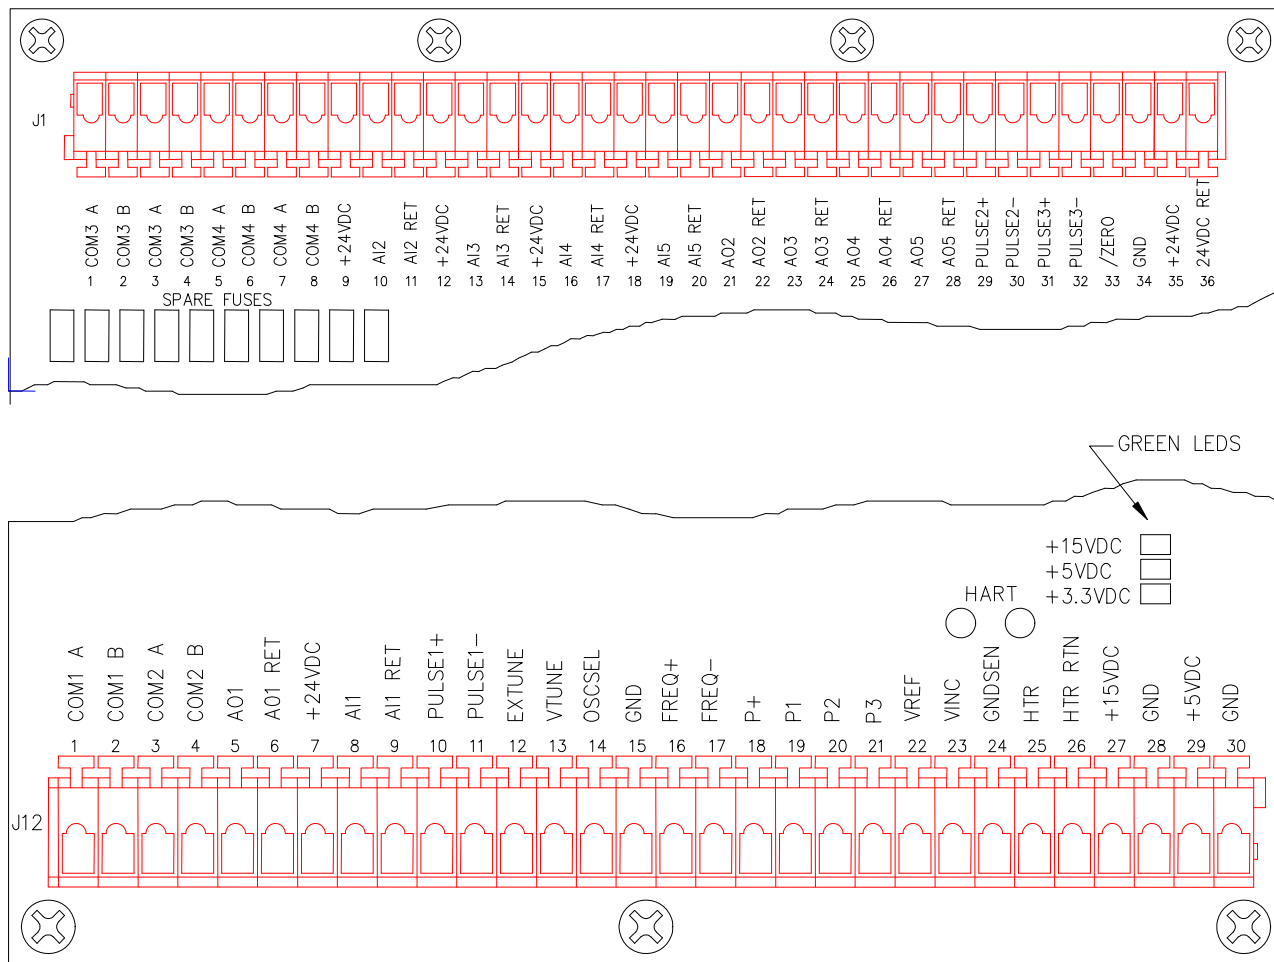 J1
COM3 A
COM3 B
COM3 A
COM3 B
COM4 A
COM4 B
COM4 A
COM4 B
+24VDC
AI2
AI2 RET
+24VDC
AI3
AI3 RET
+24VDC
AI4
AI4 RET
+24VDC
AI5
AI5 RET
AO2
AO2 RET
AO3
AO3 RET
AO4
AO4 RET
AO5
AO5 RET
PULSE2+
PULSE2-
PULSE3+
PULSE3-
/ZERO
GND
+24VDC
24VDC RET
1 2 3 4 5 6 7 8 9 10 11 12 13 14 15 16 17 18 19 20 21 22 23 24 25 26 27 28 29 30 31 32 33 34 35 36
SPARE FUSES
GREEN LEDS
+15VDC
+5VDC
+3.3VDC
HART
COM1 A
COM1 B
COM2 A
COM2 B
AO1
AO1 RET
+24VDC
AI1
AI1 RET
PULSE1+
PULSE1-
EXTUNE
VTUNE
OSCSEL
GND
FREQ+
FREQ-
P+
P1
P2
P3
VREF
VINC
GNDSEN
HTR
HTR RTN
+15VDC
GND
+5VDC
GND
1 2 3 4 5 6 7 8 9 10 11 12 13 14 15 16 17 18 19 20 21 22 23 24 25 26 27 28 29 30
J12